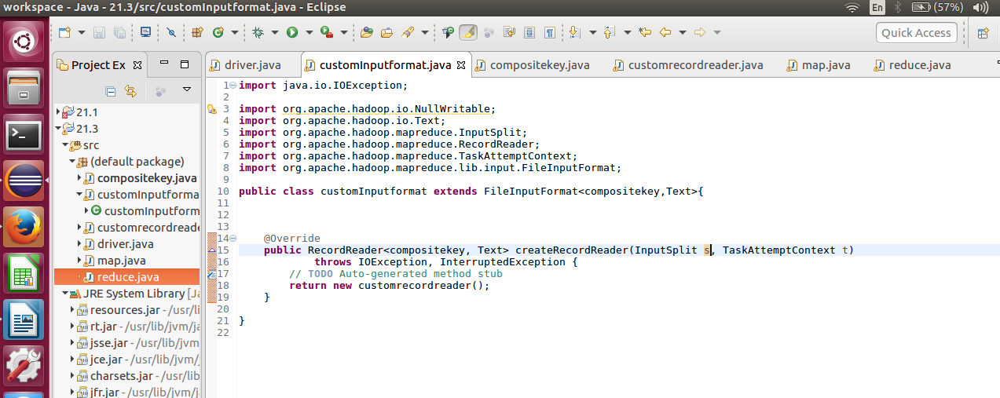 workspace - Java - 21.3/src/customInputformat.java - Eclipse
En
(57%)
Quick Access
Project Ex
driver.java
customInputformat.java
compositekey.java
customrecordreader.java
map.java
reduce.java
21.1
21.3
src
(default package)
compositekey.java
customInputforma
customInputform
customrecordreade
driver.java
map.java
reduce.java
JRE System Library [Ja
resources.jar - /usr/li
rt.jar - /usr/lib/jvm/ja
jsse.jar - /usr/lib/jvm
jce.jar - /usr/lib/jvm/
charsets.jar - /usr/lib
jfr.jar - /usr/lib/jvm/j
1 import java.io.IOException;
2
3 import org.apache.hadoop.io.NullWritable;
4 import org.apache.hadoop.io.Text;
5 import org.apache.hadoop.mapreduce.InputSplit;
6 import org.apache.hadoop.mapreduce.RecordReader;
7 import org.apache.hadoop.mapreduce.TaskAttemptContext;
8 import org.apache.hadoop.mapreduce.lib.input.FileInputFormat;
9
10 public class customInputformat extends FileInputFormat<compositekey,Text>{
11
12
13
14 @Override
15 public RecordReader<compositekey, Text> createRecordReader(InputSplit s, TaskAttemptContext t)
16 throws IOException, InterruptedException {
17 // TODO Auto-generated method stub
18 return new customrecordreader();
19 }
20
21 }
22